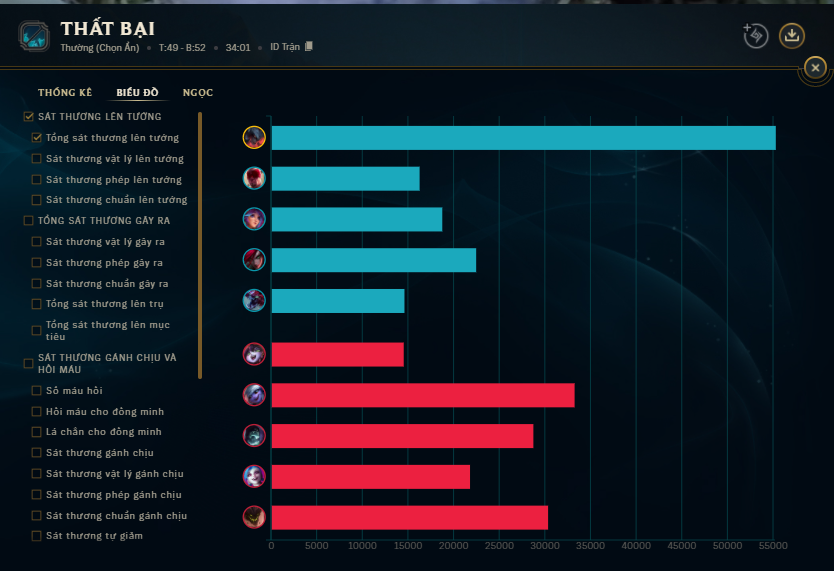 THẤT BẠI
Thường (Chọn Ẩn) • T:49 - B:52 • 34:01 • ID Trận
THỐNG KÊ BIỂU ĐỒ NGỌC
SÁT THƯƠNG LÊN TƯỚNG
Tổng sát thương lên tướng
Sát thương vật lý lên tướng
Sát thương phép lên tướng
Sát thương chuẩn lên tướng
TỔNG SÁT THƯƠNG GÂY RA
Sát thương vật lý gây ra
Sát thương phép gây ra
Sát thương chuẩn gây ra
Tổng sát thương lên trụ
Tổng sát thương lên mục
tiêu
SÁT THƯƠNG GÁNH CHỊU VÀ
HỒI MÁU
Số máu hồi
Hồi máu cho đồng minh
Lá chắn cho đồng minh
Sát thương gánh chịu
Sát thương vật lý gánh chịu
Sát thương phép gánh chịu
Sát thương chuẩn gánh chịu
Sát thương tự giảm
0 5000 10000 15000 20000 25000 30000 35000 40000 45000 50000 55000